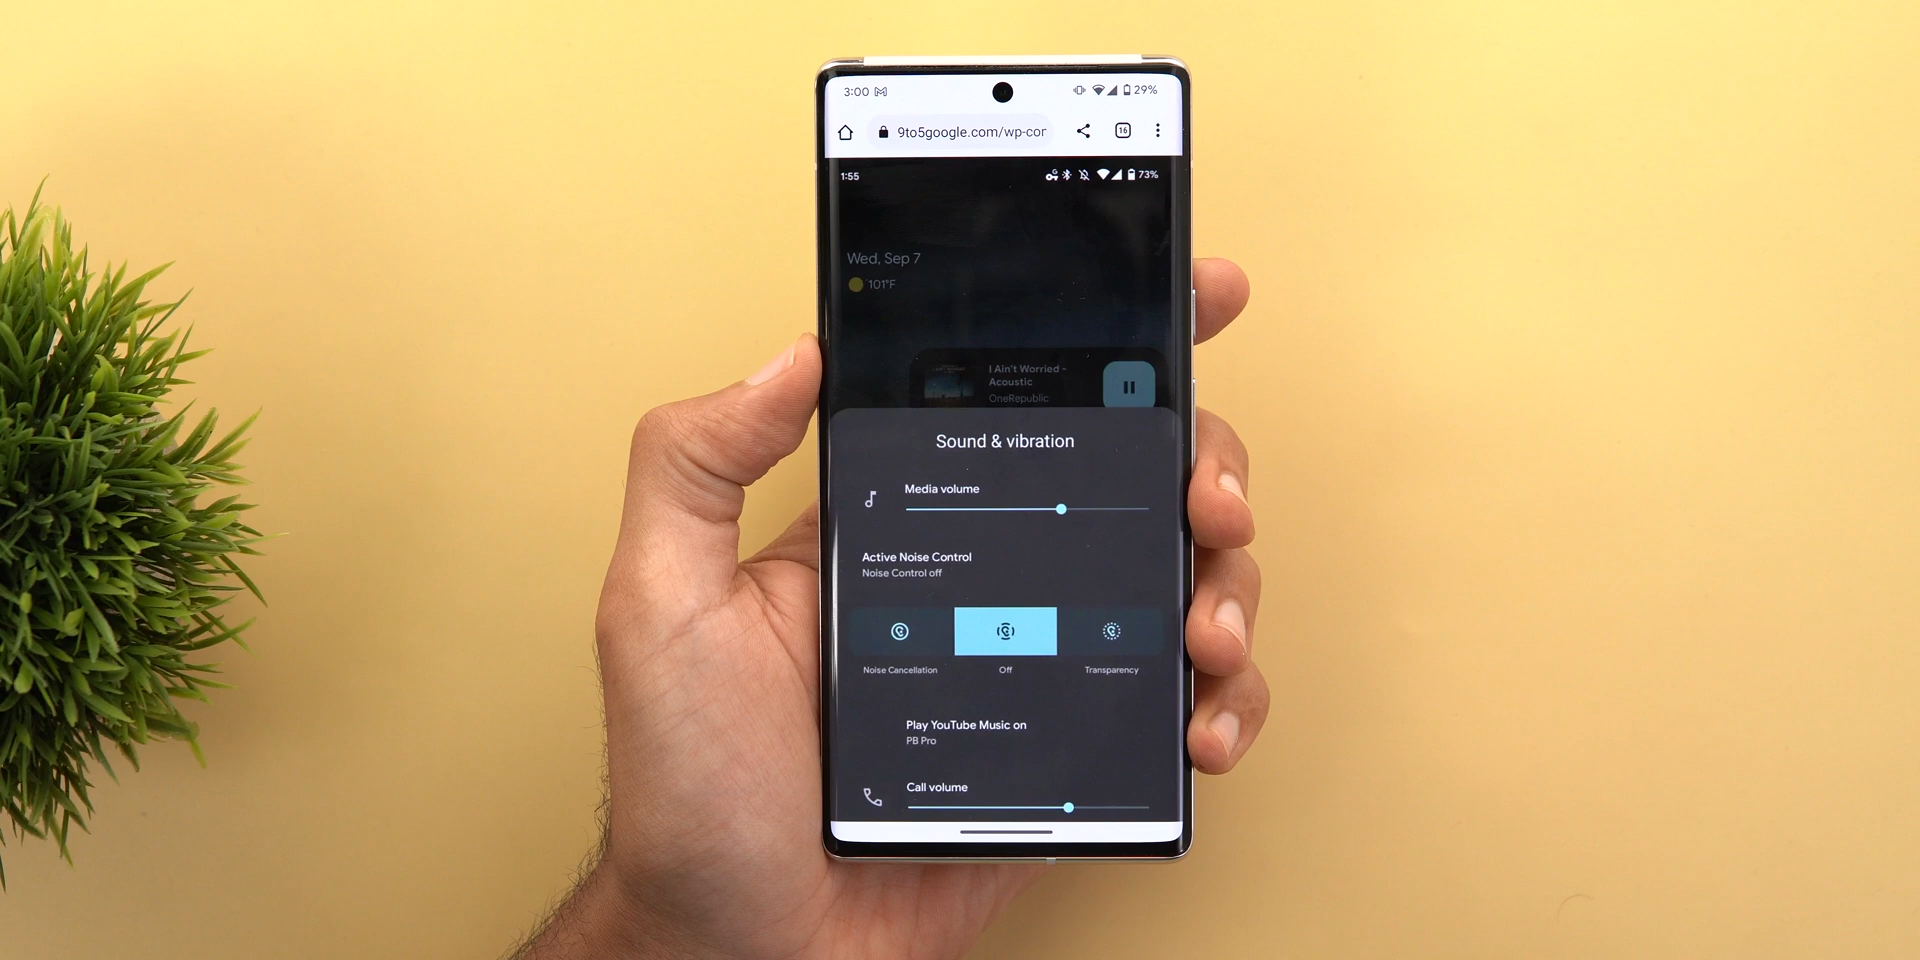 3:00 29%
9to5google.com/wp-cor 16
1:55 73%
Wed, Sep 7
101°F
I Ain't Worried -
Acoustic
OneRepublic
Sound & vibration
Media volume
Active Noise Control
Noise Control off
Noise Cancellation Off Transparency
Play YouTube Music on
PB Pro
Call volume